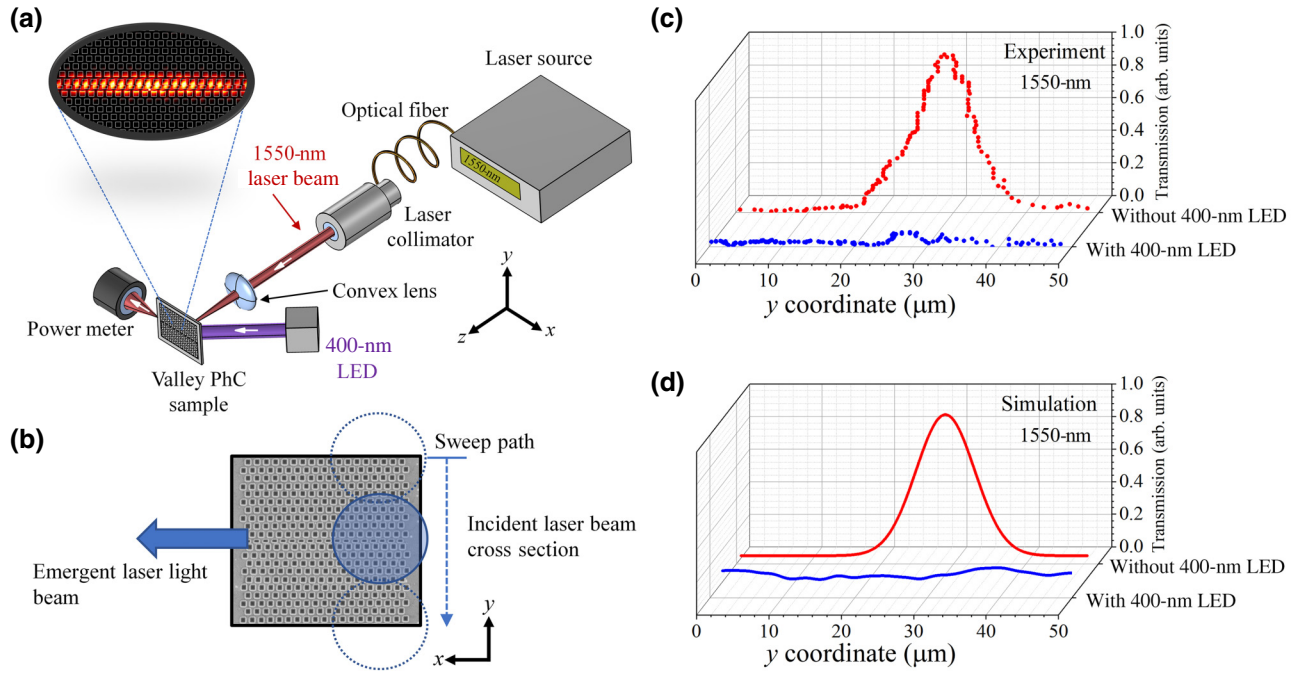 (a)
Laser source
Optical fiber
1550-nm
1550-nm
laser beam
Laser
collimator
Convex lens
Power meter
400-nm
LED
Valley PhC
sample
y
z
x
(b)
Sweep path
Incident laser beam
cross section
Emergent laser light
beam
y
x
(c)
Experiment
1550-nm
1.0
0.8
0.6
0.4
0.2
0.0
Transmission (arb. units)
Without 400-nm LED
With 400-nm LED
0 10 20 30 40 50
y coordinate (μm)
(d)
Simulation
1550-nm
1.0
0.8
0.6
0.4
0.2
0.0
Transmission (arb. units)
Without 400-nm LED
With 400-nm LED
0 10 20 30 40 50
y coordinate (μm)